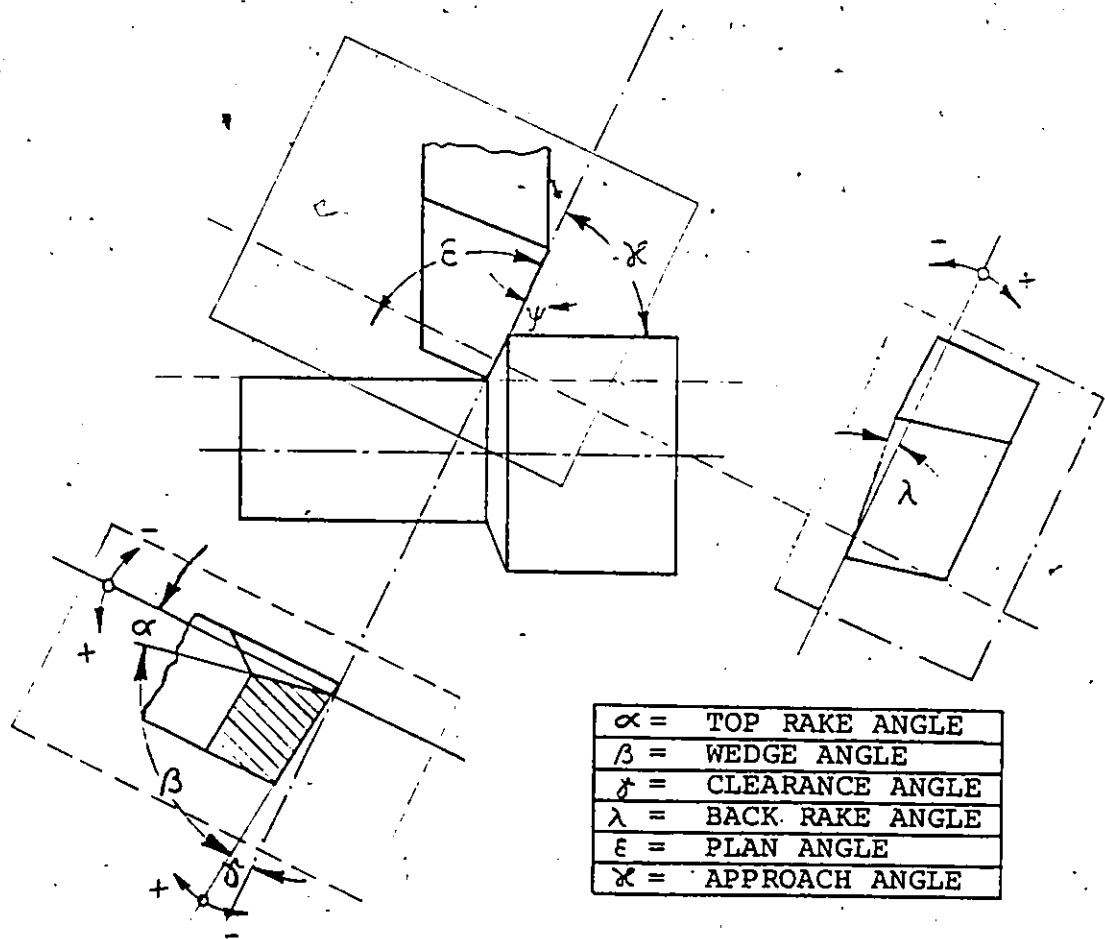 ε
ϰ
ψ
-
+
λ
-
+
α
β
γ
+
-
α = TOP RAKE ANGLE
β = WEDGE ANGLE
γ = CLEARANCE ANGLE
λ = BACK RAKE ANGLE
ε = PLAN ANGLE
ϰ = APPROACH ANGLE